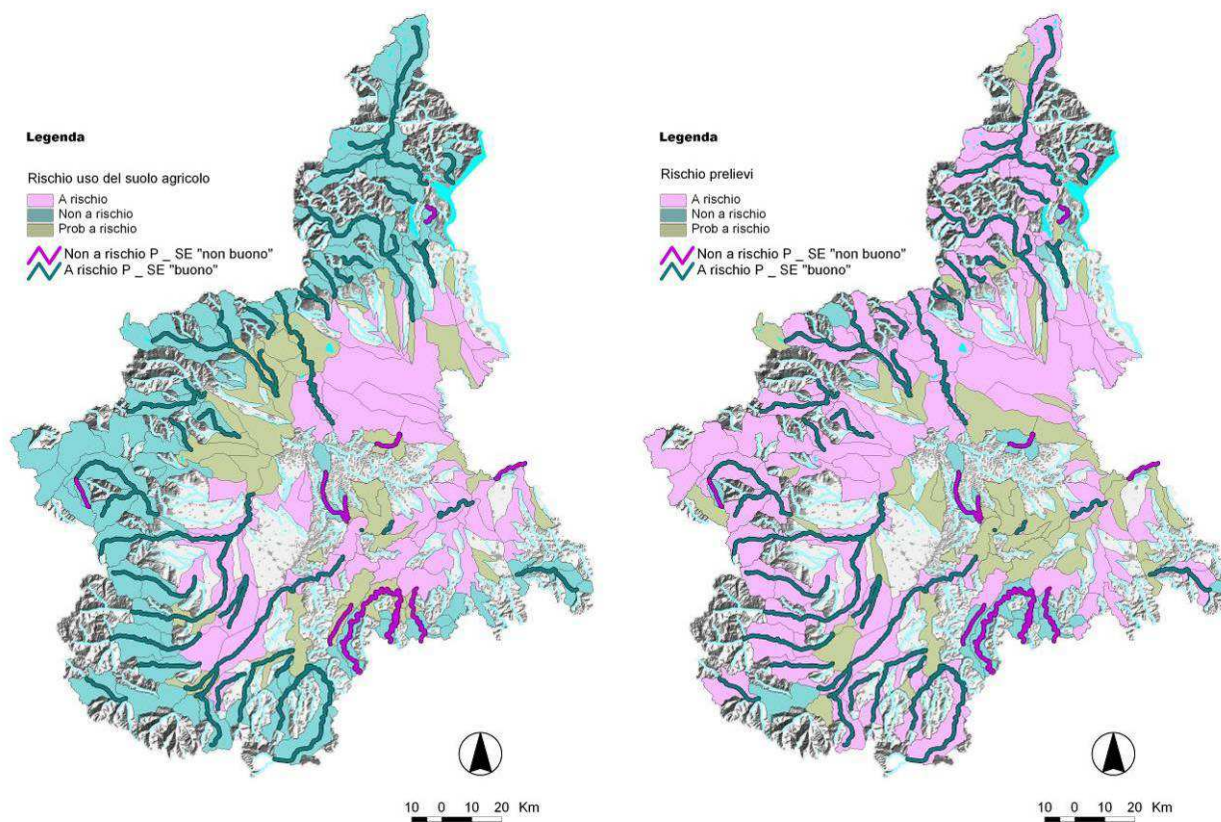 Legenda
Rischio uso del suolo agricolo
A rischio
Non a rischio
Prob a rischio
Non a rischio P _ SE "non buono"
A rischio P _ SE "buono"
10 0 10 20 Km
Legenda
Rischio prelievi
A rischio
Non a rischio
Prob a rischio
Non a rischio P _ SE "non buono"
A rischio P _ SE "buono"
10 0 10 20 Km